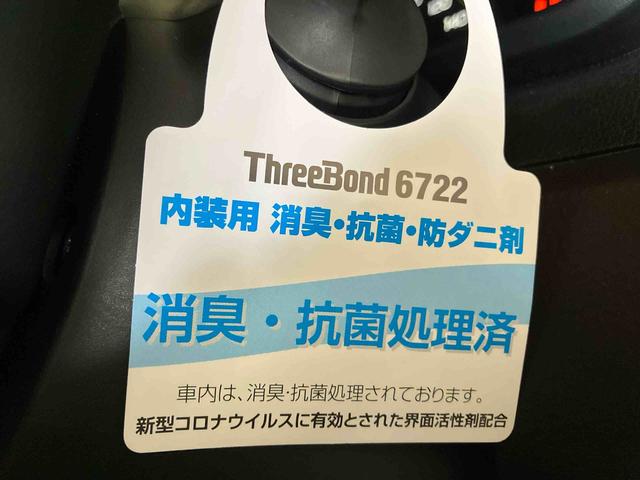 ThreeBond 6722
内装用 消臭・抗菌・防ダニ剤
消臭・抗菌処理済
車内は、消臭・抗菌処理されております。
新型コロナウイルスに有効とされた界面活性剤配合